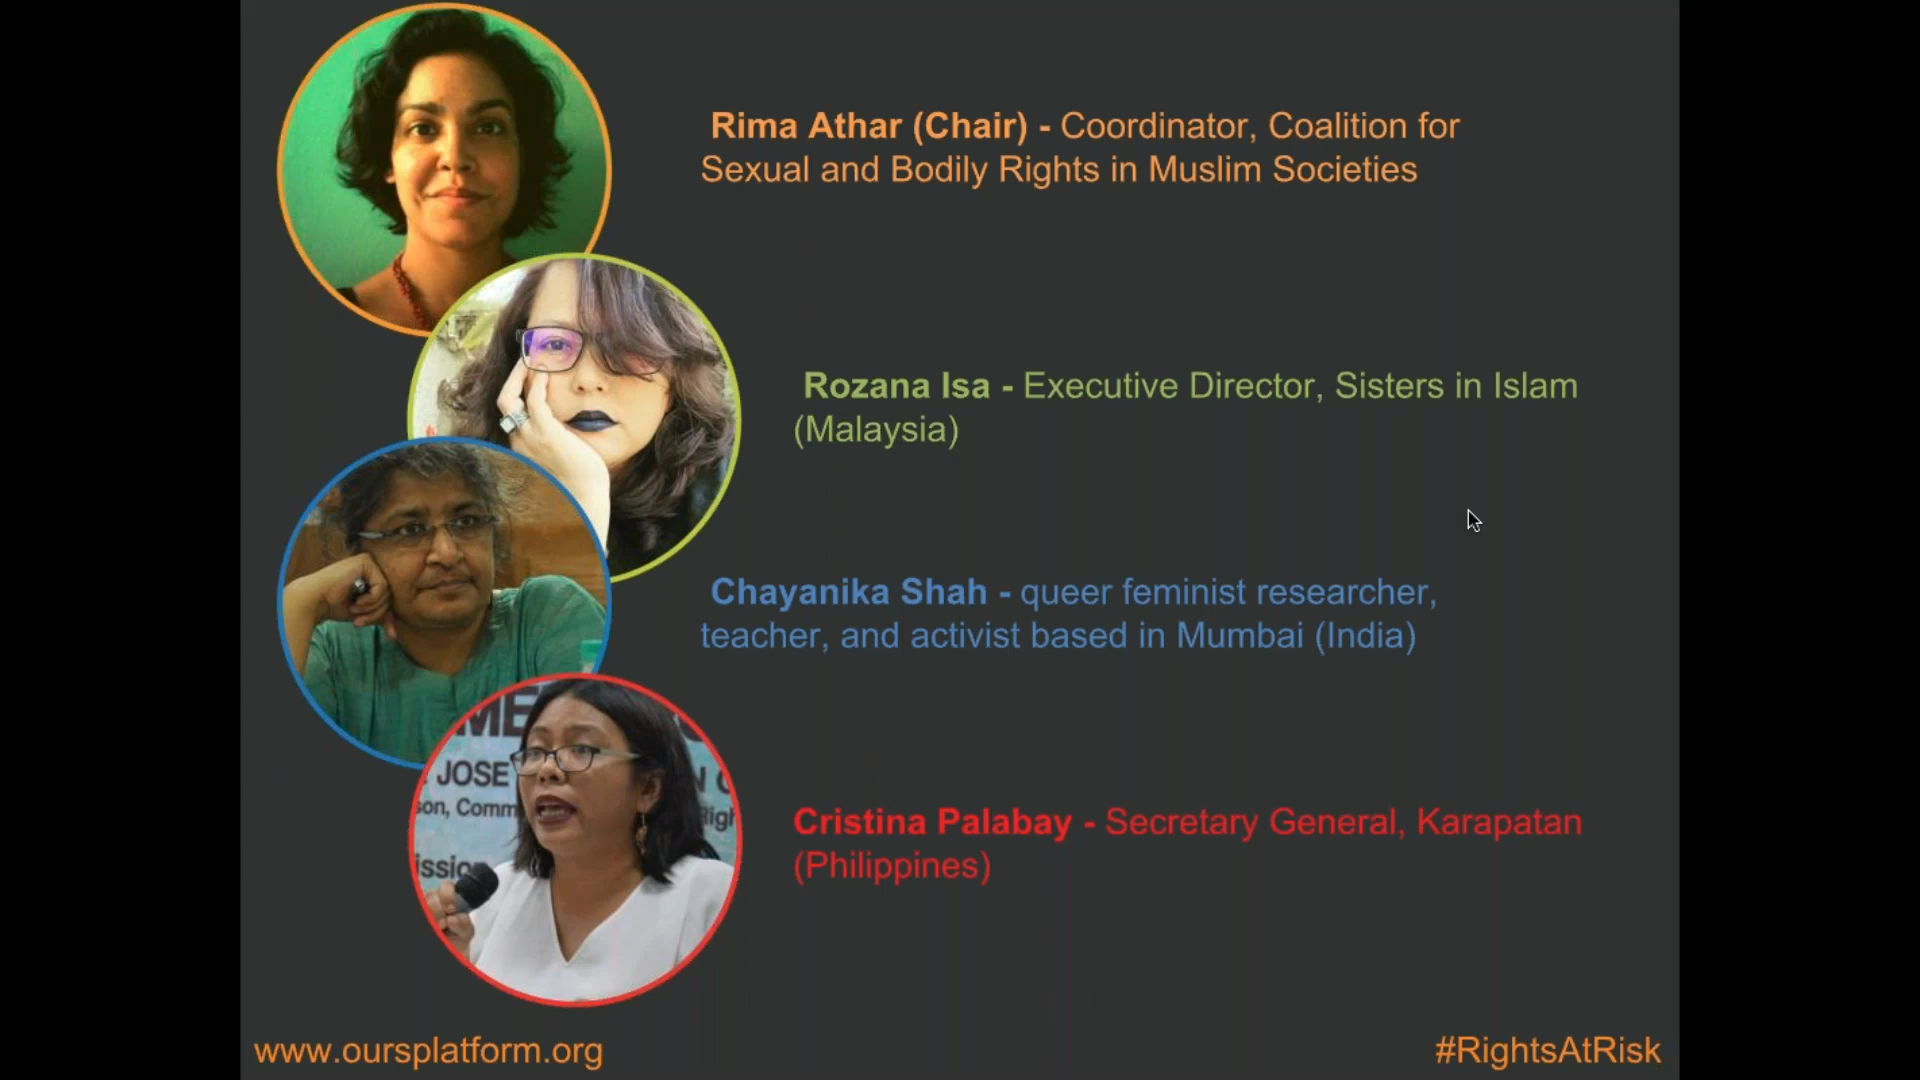 Rima Athar (Chair) - Coordinator, Coalition for
Sexual and Bodily Rights in Muslim Societies
Rozana Isa - Executive Director, Sisters in Islam
(Malaysia)
Chayanika Shah - queer feminist researcher,
teacher, and activist based in Mumbai (India)
JOSE
Comm
Cristina Palabay - Secretary General, Karapatan
(Philippines)
www.oursplatform.org
#RightsAtRisk